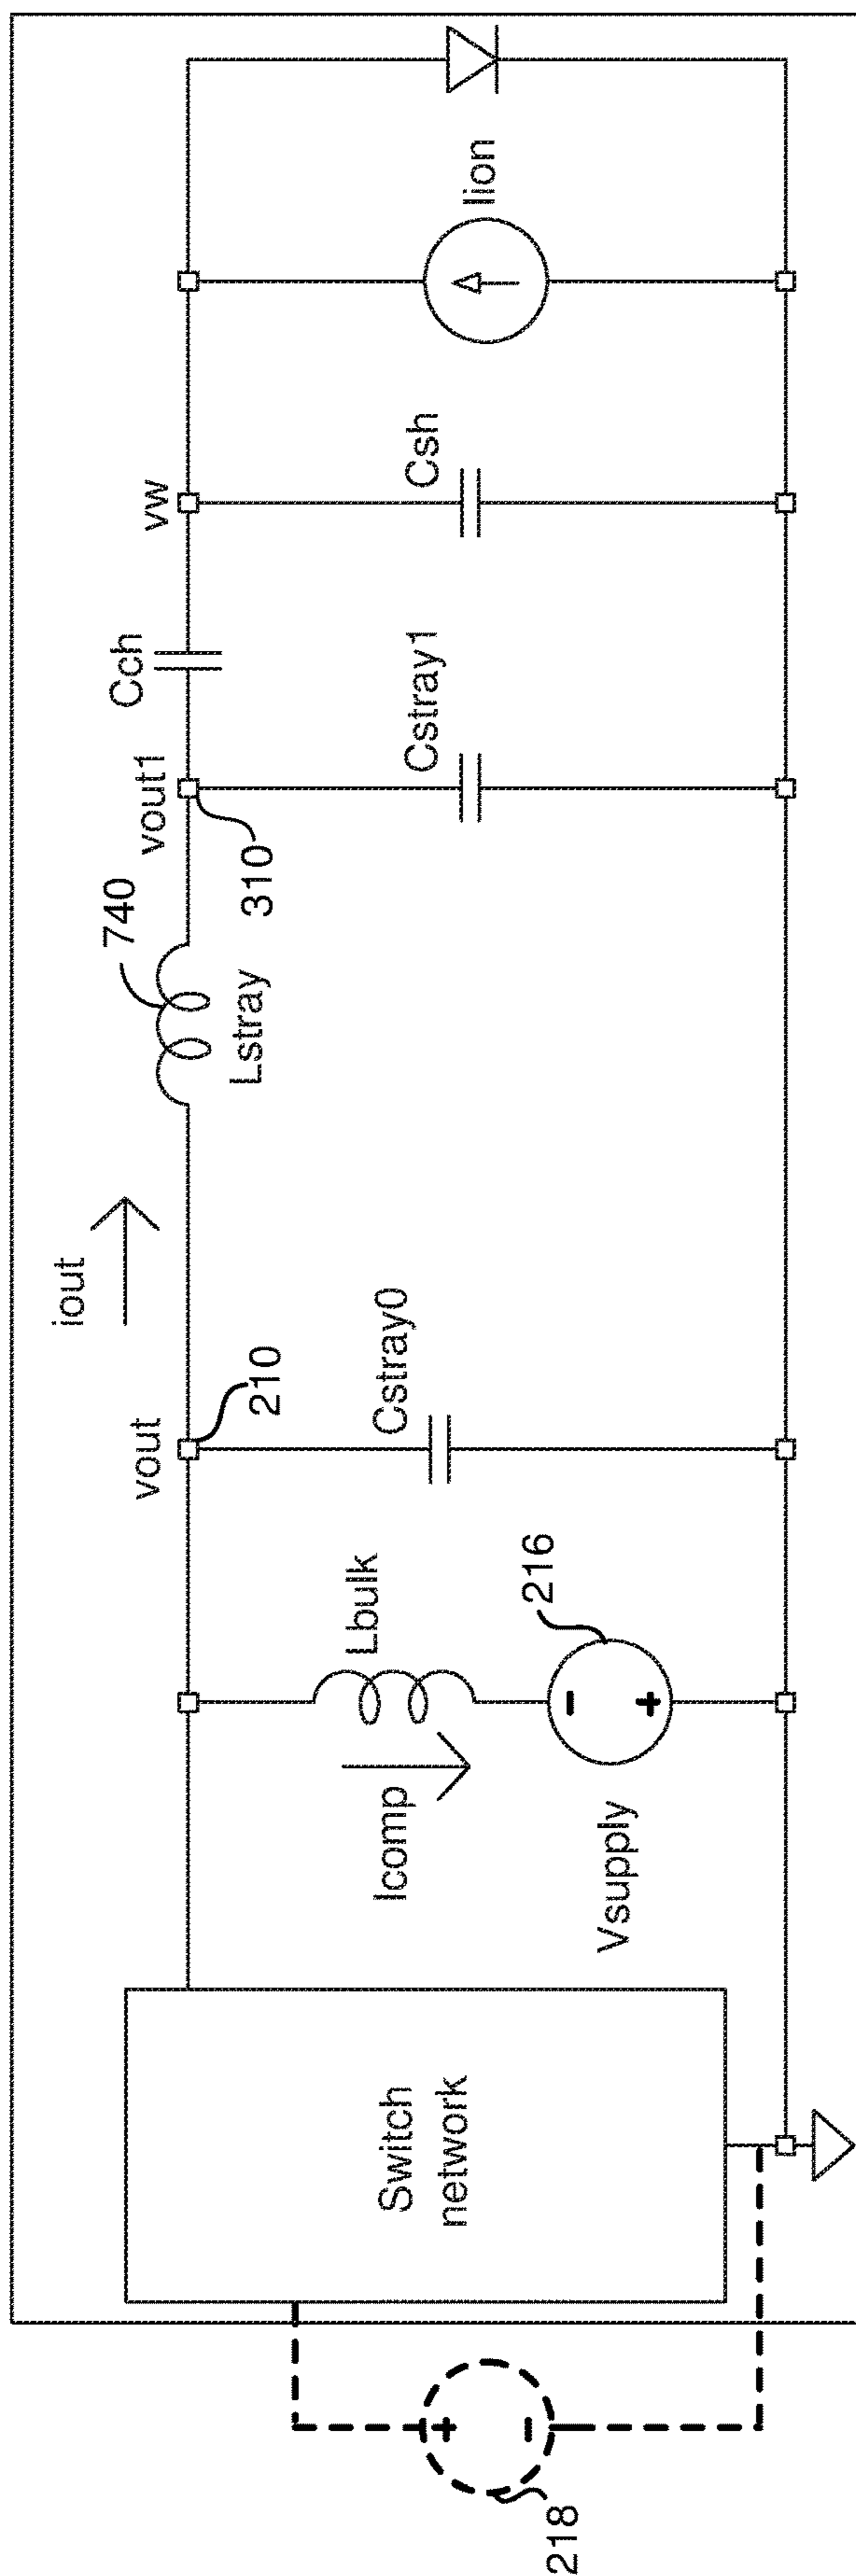 218
+
−
Switch
network
Icomp
Vsupply
Lbulk
216
−
+
vout
210
Cstray0
iout
740
Lstray
vout1
310
Cstray1
Cch
vw
Csh
Iion